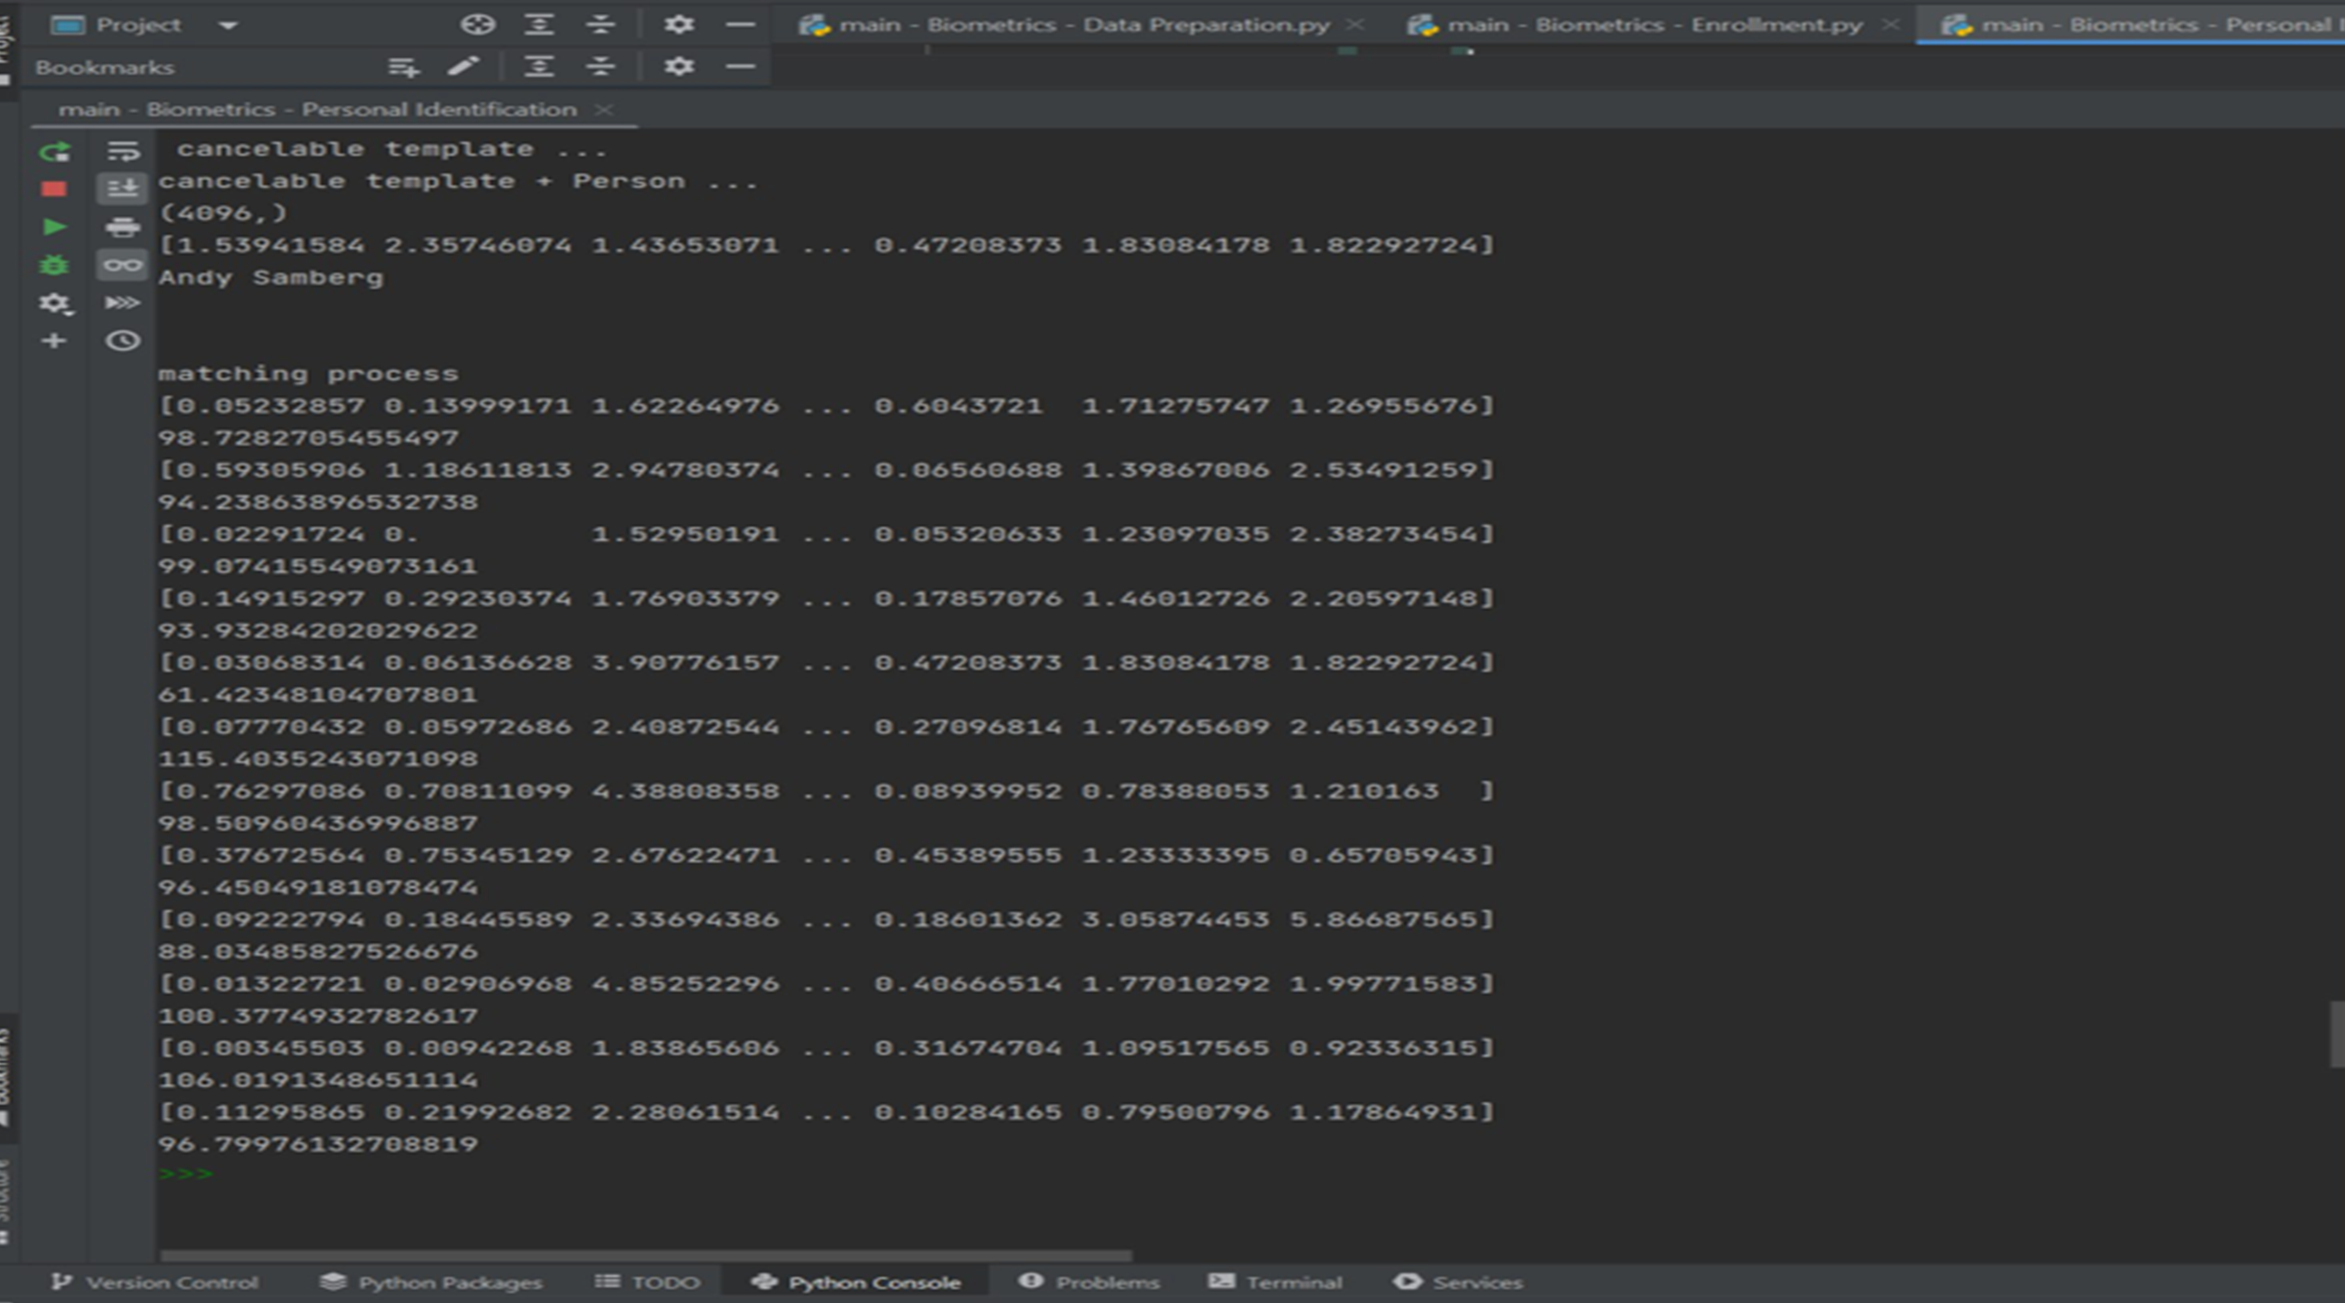 Project
main - Biometrics - Data Preparation.py
main - Biometrics - Enrollment.py
main - Biometrics - Personal
Bookmarks
main - Biometrics - Personal Identification
cancelable template ...
cancelable template + Person ...
(4096,)
[1.53941584 2.35746074 1.43653071 ... 0.47208373 1.83084178 1.82292724]
Andy Samberg
matching process
[0.05232857 0.13999171 1.62264976 ... 0.6043721  1.71275747 1.26955676]
98.7282705455497
[0.59305906 1.18611813 2.94780374 ... 0.06560688 1.39867006 2.53491259]
94.23863896532738
[0.02291724 0.         1.52950191 ... 0.05320633 1.23097035 2.38273454]
99.07415549073161
[0.14915297 0.29230374 1.76903379 ... 0.17857076 1.46012726 2.20597148]
93.93284202029622
[0.03068314 0.06136628 3.90776157 ... 0.47208373 1.83084178 1.82292724]
61.42348104707801
[0.07770432 0.05972686 2.40872544 ... 0.27096814 1.76765609 2.45143962]
115.4035243071098
[0.76297086 0.70811099 4.38808358 ... 0.08939952 0.78388053 1.210163  ]
98.50960436996887
[0.37672564 0.75345129 2.67622471 ... 0.45389555 1.23333395 0.65705943]
96.45049181078474
[0.09222794 0.18445589 2.33694386 ... 0.18601362 3.05874453 5.86687565]
88.03485827526676
[0.01322721 0.02906968 4.85252296 ... 0.40666514 1.77010292 1.99771583]
100.3774932782617
[0.00345503 0.00942268 1.83865606 ... 0.31674704 1.09517565 0.92336315]
106.0191348651114
[0.11295865 0.21992682 2.28061514 ... 0.10284165 0.79500796 1.17864931]
96.79976132708819
>>>
Bookmarks
Structure
Version Control
Python Packages
TODO
Python Console
Problems
Terminal
Services